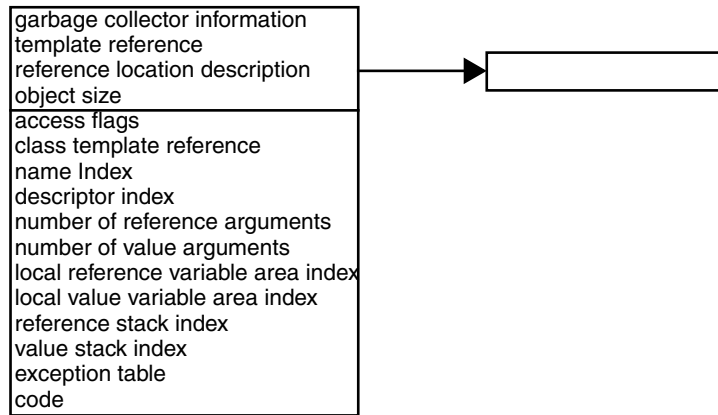 garbage collector information
template reference
reference location description
object size
access flags
class template reference
name Index
descriptor index
number of reference arguments
number of value arguments
local reference variable area index
local value variable area index
reference stack index
value stack index
exception table
code